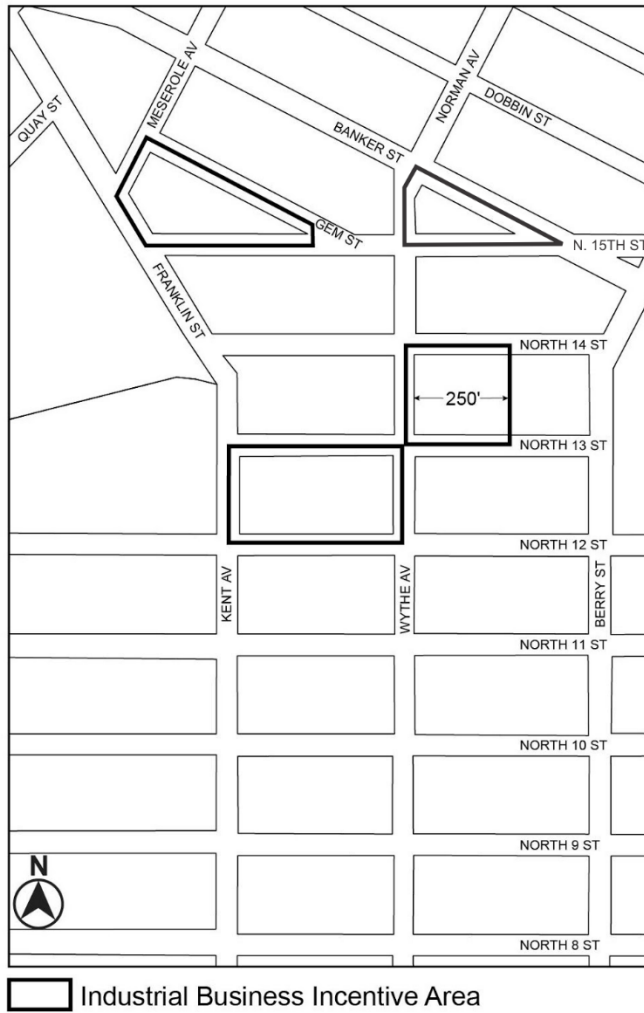 MESEROLE AV
QUAY ST
NORMAN AV
DOBBIN ST
BANKER ST
GEM ST
N. 15TH ST
FRANKLIN ST
NORTH 14 ST
250'
NORTH 13 ST
NORTH 12 ST
KENT AV
WYTHE AV
BERRY ST
NORTH 11 ST
NORTH 10 ST
NORTH 9 ST
N
NORTH 8 ST
Industrial Business Incentive Area